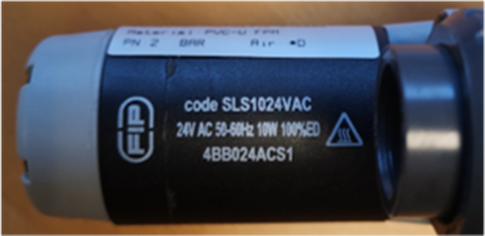 Material PVC-U FPM
PN 2 BAR Air •D
FIP
code SLS1024VAC
24V AC 50-60Hz 10W 100%ED
4BB024ACS1